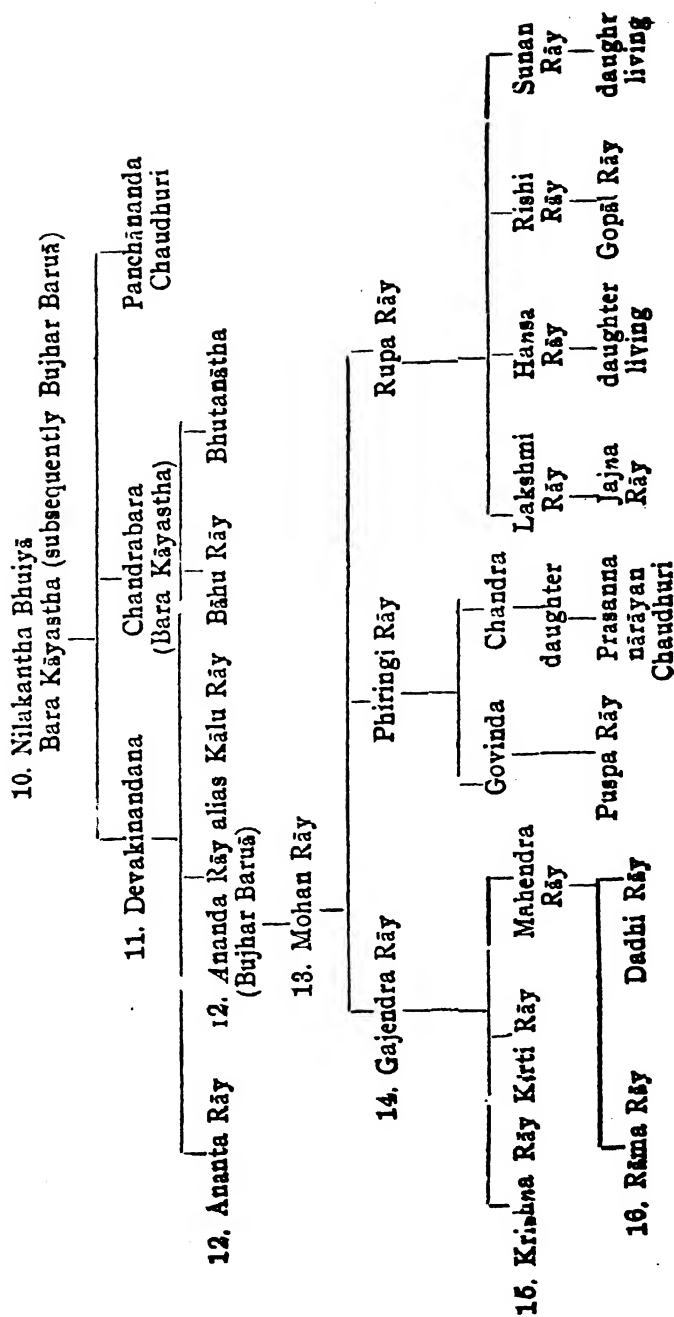 10. Nilakantha Bhuiyā
Bara Kāyastha (subsequently Bujhar Baruā)
11. Devakinandana
Chandrabara
(Bara Kāyastha)
Panchānanda
Chaudhuri
12. Ananta Rāy
12. Ananda Rāy alias Kālu Rāy
(Bujhar Baruā)
Bāhu Rāy
Bhutanātha
13. Mohan Rāy
14. Gajendra Rāy
Phiringi Rāy
Rupa Rāy
15. Krishna Rāy
Kirti Rāy
Mahendra
Rāy
Govinda
Chandra
Lakshmi
Rāy
Hansa
Rāy
Rishi
Rāy
Sunan
Rāy
16. Rāma Rāy
Dadhi Rāy
Puspa Rāy
daughter
Prasanna
nārāyan
Chaudhuri
Jajna
Rāy
daughter
living
Gopāl Rāy
daughr
living